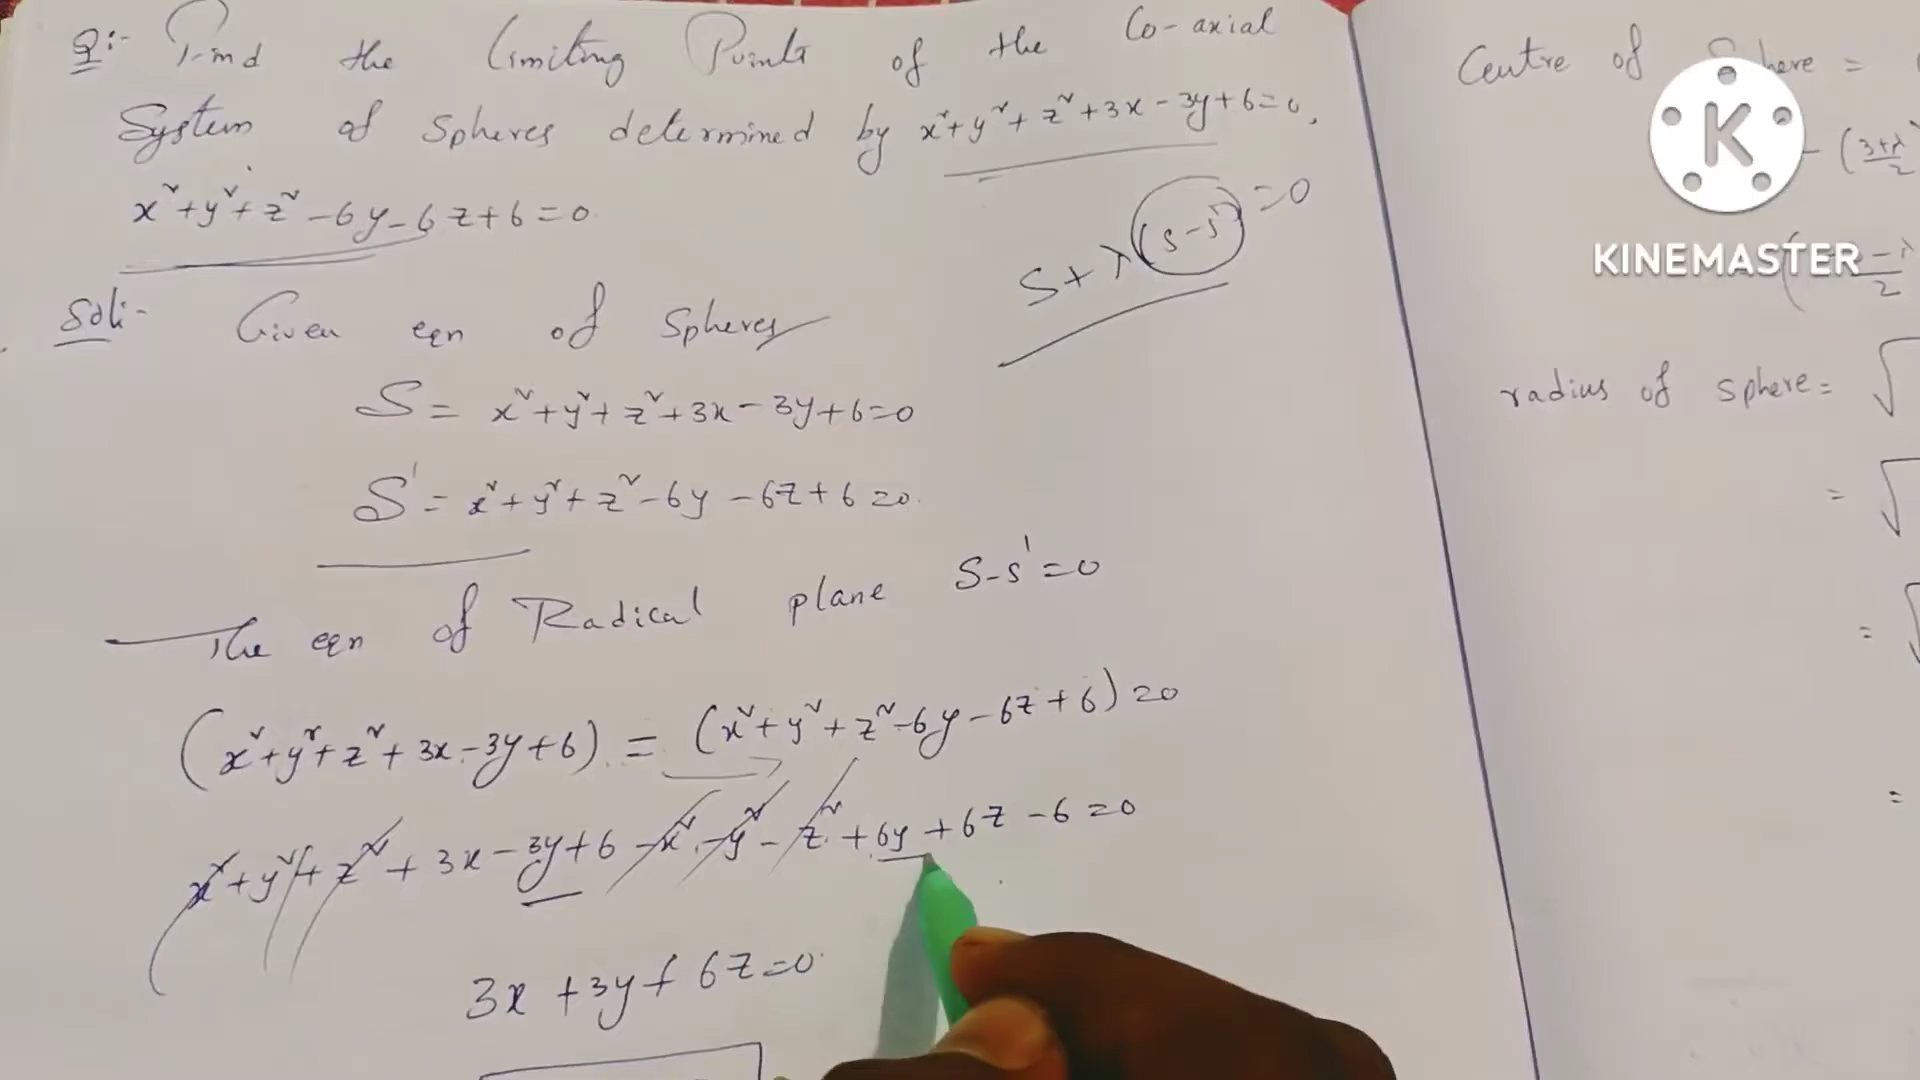 Q:- Find the limiting Points of the Co-axial
System of Spheres determined by x²+y²+z²+3x-3y+6=0,
x²+y²+z²-6y-6z+6=0
S+λ(s-s')=0
Sol:- Given eqn of Spheres
S= x²+y²+z²+3x-3y+6=0
S'= x²+y²+z²-6y-6z+6=0
The eqn of Radical plane S-s'=0
(x²+y²+z²+3x-3y+6) = (x²+y²+z²-6y-6z+6)=0
x²+y²+z²+3x-3y+6-x²-y²-z²+6y+6z-6=0
3x+3y+6z=0
Centre of Sphere =
-(3+λ/2
-λ/2
radius of sphere= √
= √
= √
=
K
KINEMASTER